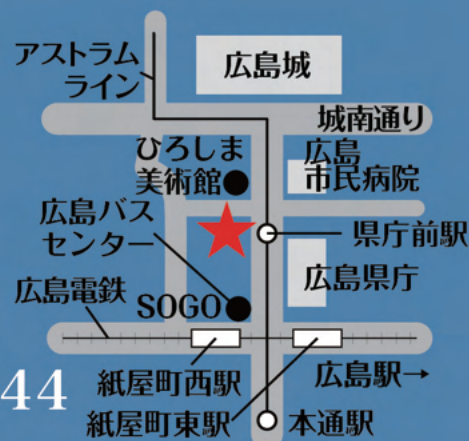 アストラム
ライン
広島城
城南通り
ひろしま
美術館
広島
市民病院
広島バス
センター
県庁前駅
広島県庁
広島電鉄
SOGO
44
紙屋町西駅
広島駅→
紙屋町東駅
本通駅